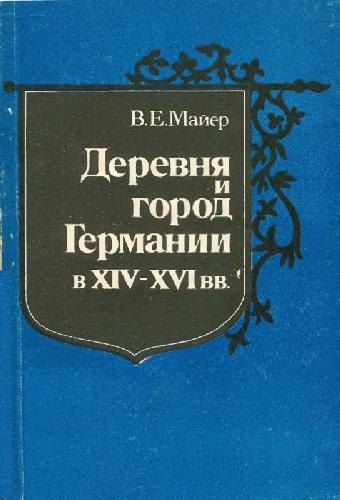 В.Е.Майер
Деревня
и
город
Германии
в XIV-XVI вв.